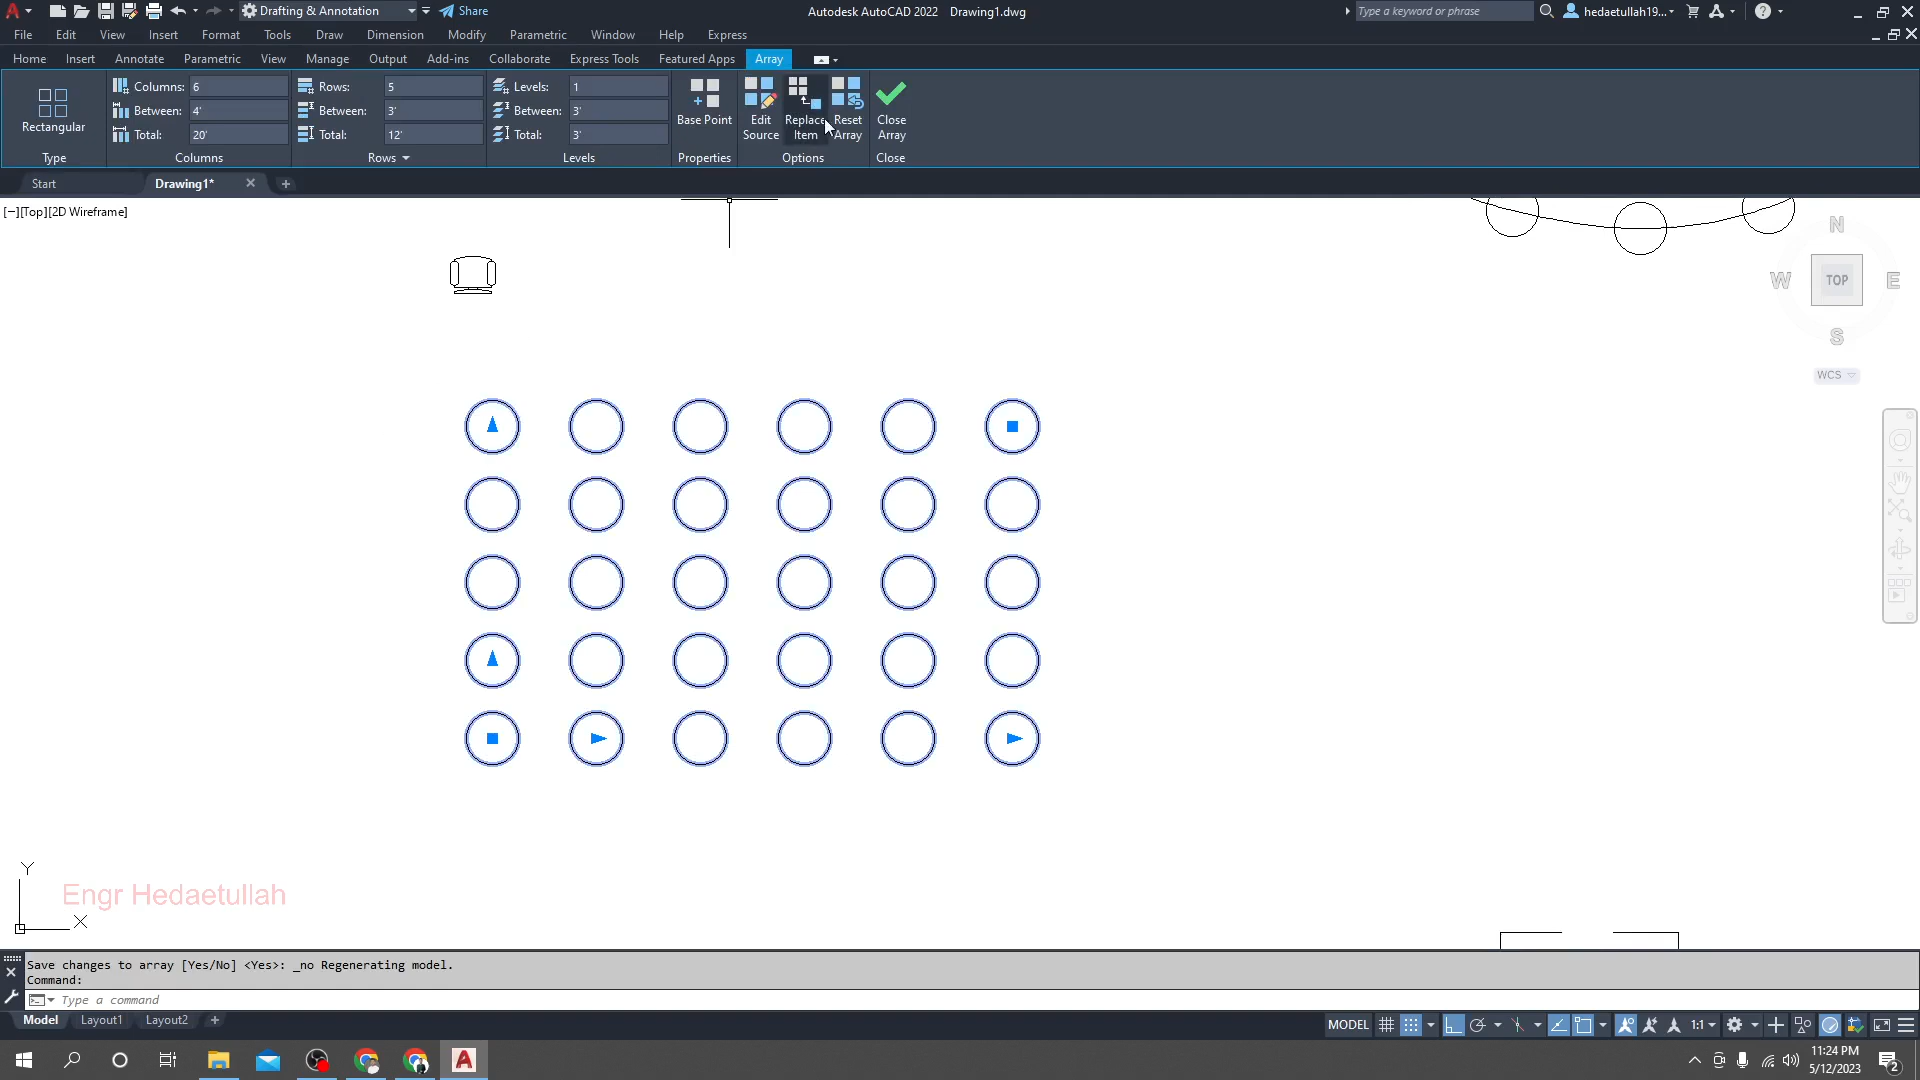 Drafting & Annotation
Share
Autodesk AutoCAD 2022 Drawing1.dwg
Type a keyword or phrase
hedaetullah19...
File Edit View Insert Format Tools Draw Dimension Modify Parametric Window Help Express
Home Insert Annotate Parametric View Manage Output Add-ins Collaborate Express Tools Featured Apps Array
Columns: 6 Rows: 5 Levels: 1
Between: 4' Between: 3' Between: 3'
Total: 20' Total: 12' Total: 3'
Rectangular
Base Point
Edit Source
Replace Item
Reset Array
Close Array
Type Columns Rows Levels Properties Options Close
Start Drawing1*
[−][Top][2D Wireframe]
N
W TOP E
S
WCS
Y
X
Engr Hedaetullah
Save changes to array [Yes/No] <Yes>: _no Regenerating model.
Command:
Type a command
Model Layout1 Layout2
MODEL 1:1
11:24 PM
5/12/2023
2